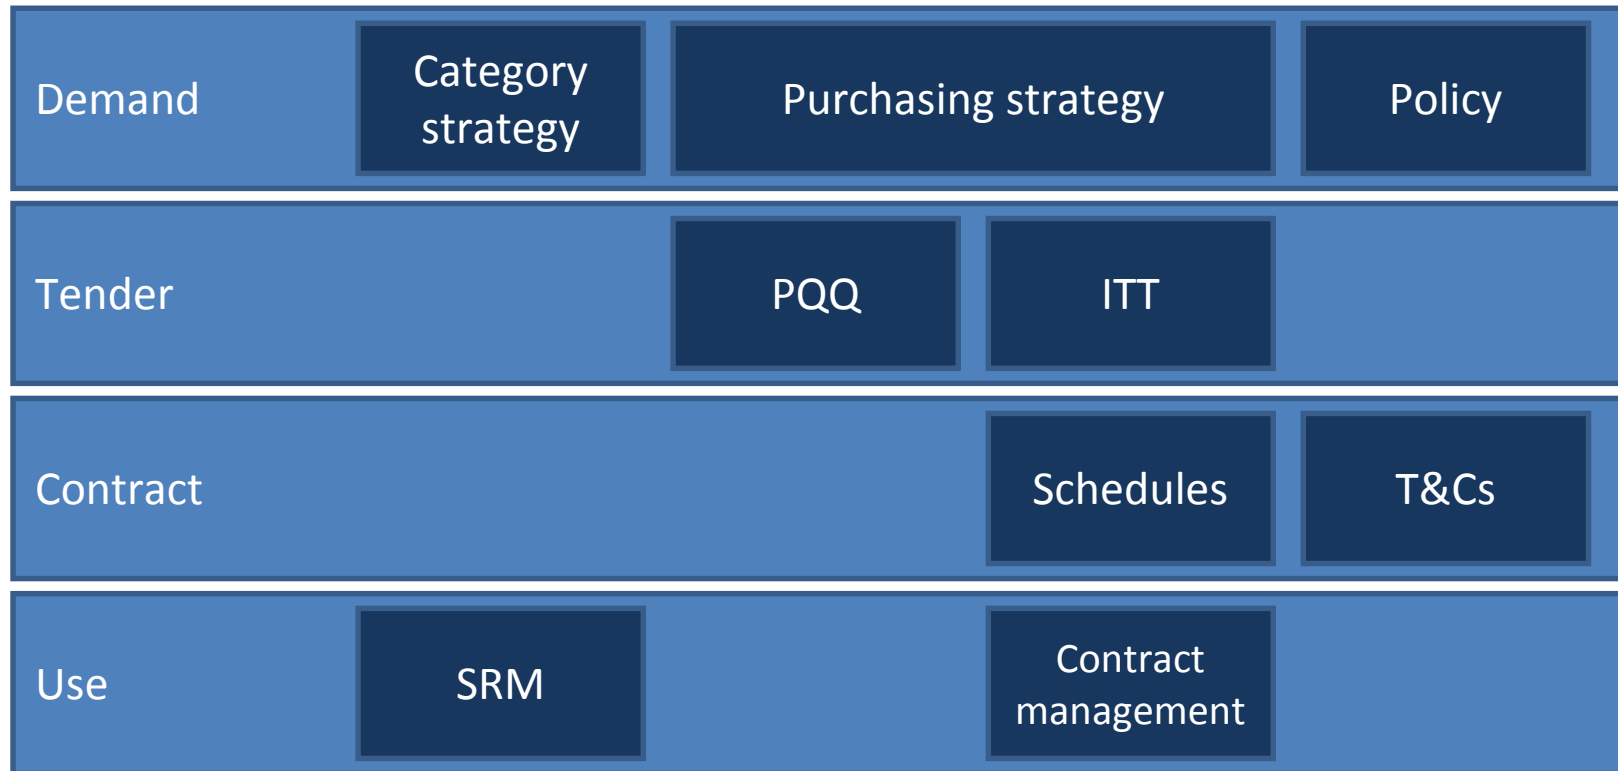 Demand
Category
strategy
Purchasing strategy
Policy
Tender
PQQ
ITT
Contract
Schedules
T&Cs
Use
SRM
Contract
management